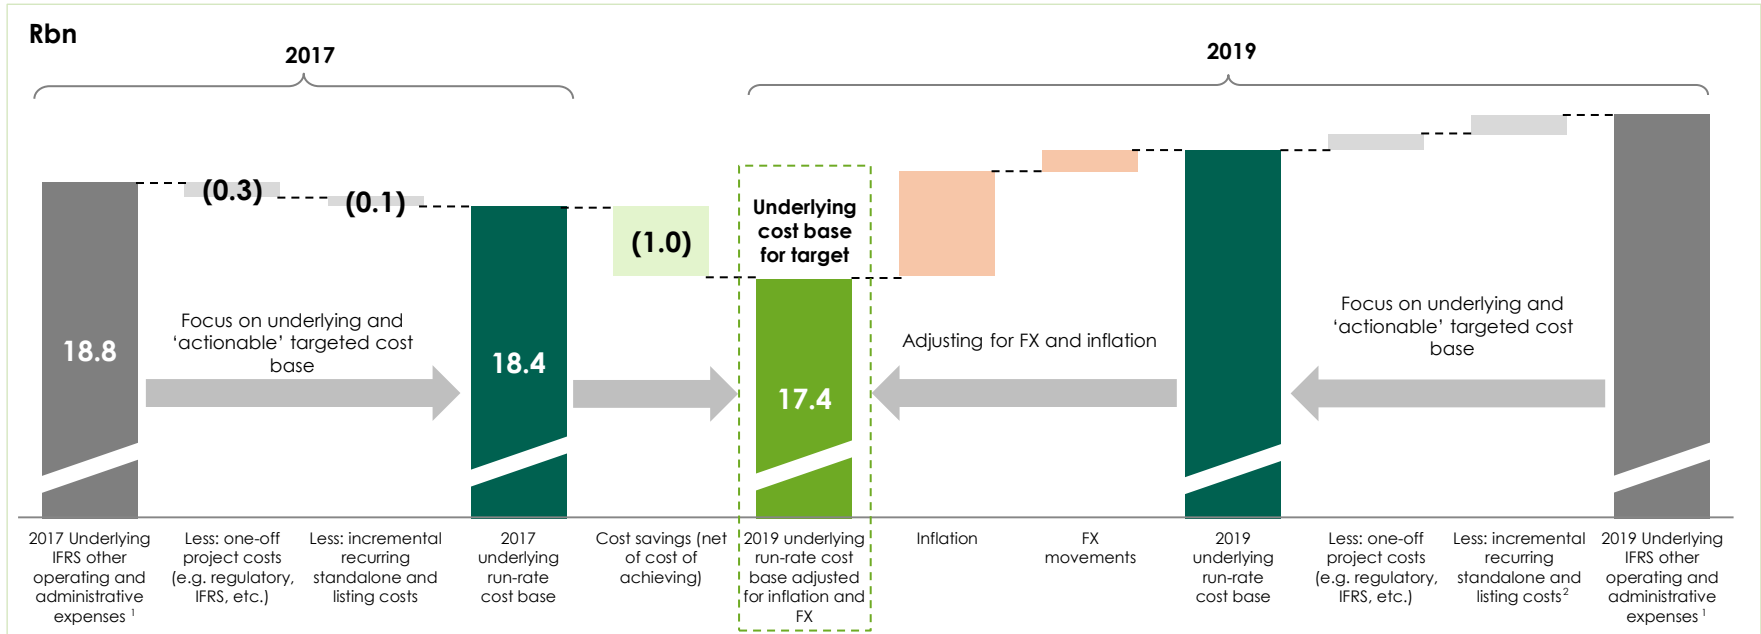 Rbn
2017
2019
(0.3)
(0.1)
(1.0)
Underlying
cost base
for target
18.8
Focus on underlying and
‘actionable’ targeted cost
base
18.4
17.4
Adjusting for FX and inflation
Focus on underlying and
‘actionable’ targeted cost
base
2017 Underlying
IFRS other
operating and
administrative
expenses 1
Less: one-off
project costs
(e.g. regulatory,
IFRS, etc.)
Less: incremental
recurring
standalone and
listing costs
2017
underlying
run-rate
cost base
Cost savings (net
of cost of
achieving)
2019 underlying
run-rate cost
base adjusted
for inflation and
FX
Inflation
FX
movements
2019
underlying
run-rate
cost base
Less: one-off
project costs
(e.g. regulatory,
IFRS, etc.)
Less: incremental
recurring
standalone and
listing costs2
2019 Underlying
IFRS other
operating and
administrative
expenses 1